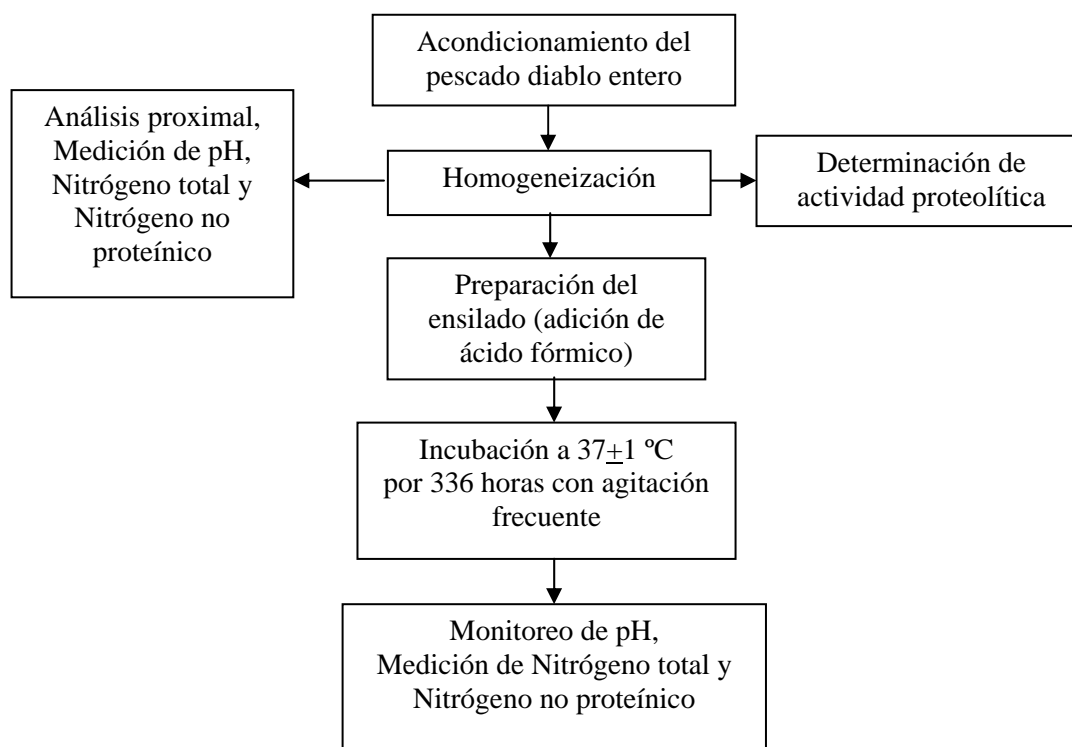 Acondicionamiento del
pescado diablo entero
Análisis proximal,
Medición de pH,
Nitrógeno total y
Nitrógeno no
proteínico
Homogeneización
Determinación de
actividad proteolítica
Preparación del
ensilado (adición de
ácido fórmico)
Incubación a 37±1 ºC
por 336 horas con agitación
frecuente
Monitoreo de pH,
Medición de Nitrógeno total y
Nitrógeno no proteínico